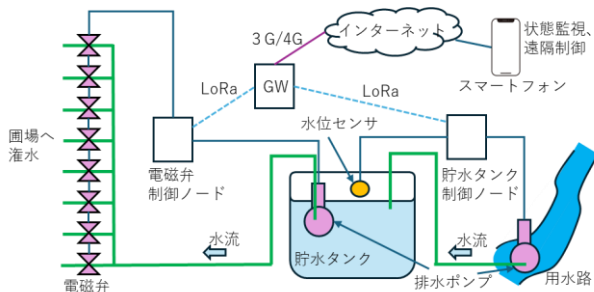 3G/4G
インターネット
状態監視、
遠隔制御
スマートフォン
LoRa
GW
LoRa
水位センサ
圃場へ
灌水
電磁弁
制御ノード
貯水タンク
制御ノード
水流
水流
貯水タンク
排水ポンプ
用水路
電磁弁